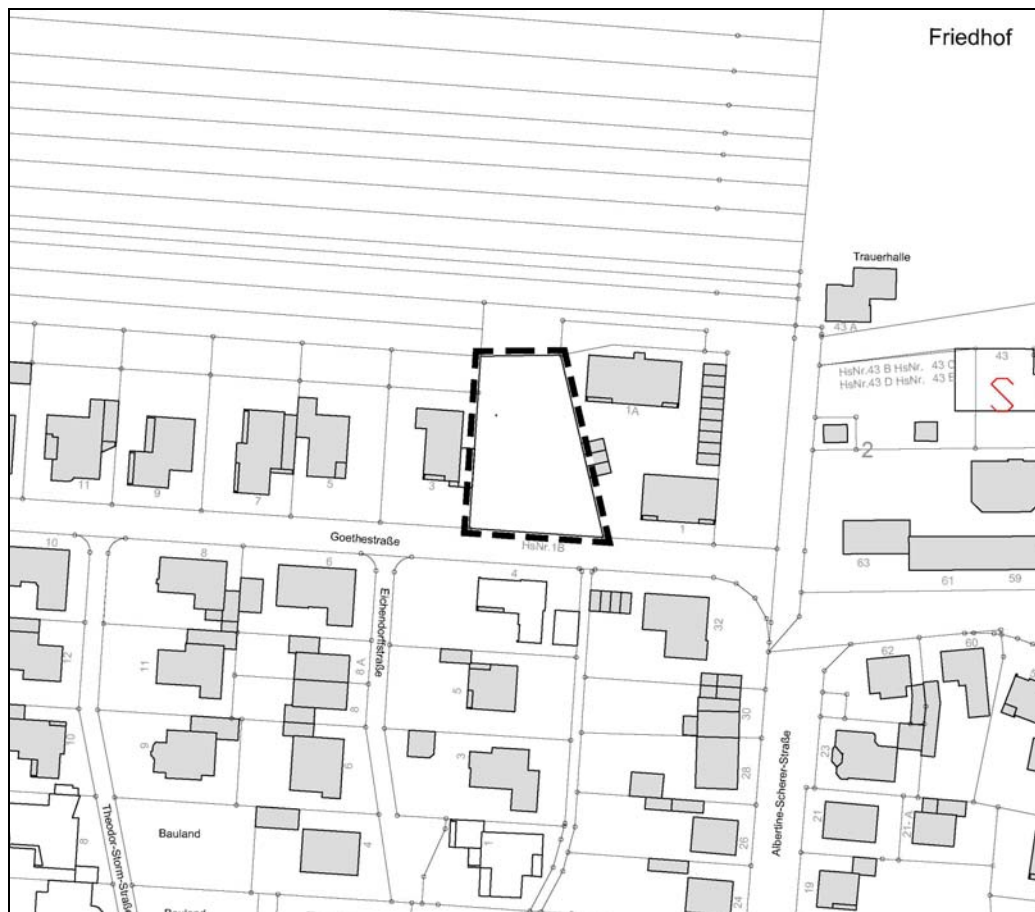 Friedhof
Trauerhalle
43 A
43
HsNr.43 B HsNr. 43 C
HsNr.43 D HsNr. 43 E
1A
2
11
9
7
5
3
1
Goethestraße
HsNr.1B
63
61
59
10
8
6
4
Eichendorffstraße
32
12
11
8 A
5
62
60
8
30
10
9
6
3
28
23
Albertine-Scherer-Straße
8
Theodor-Storm-Straße
Bauland
4
1
26
21
21- A
24
19
Bauland